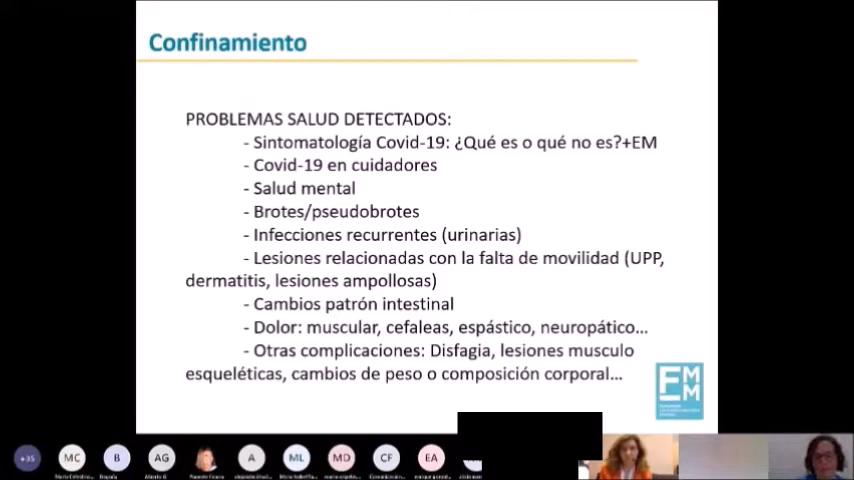 Confinamiento
PROBLEMAS SALUD DETECTADOS:
- Sintomatología Covid-19: ¿Qué es o qué no es?+EM
- Covid-19 en cuidadores
- Salud mental
- Brotes/pseudobrotes
- Infecciones recurrentes (urinarias)
- Lesiones relacionadas con la falta de movilidad (UPP,
dermatitis, lesiones ampollosas)
- Cambios patrón intestinal
- Dolor: muscular, cefaleas, espástico, neuropático...
- Otras complicaciones: Disfagia, lesiones musculo
esqueléticas, cambios de peso o composición corporal...
EM
MM
+35
MC
B
AG
A
ML
MD
CF
EA